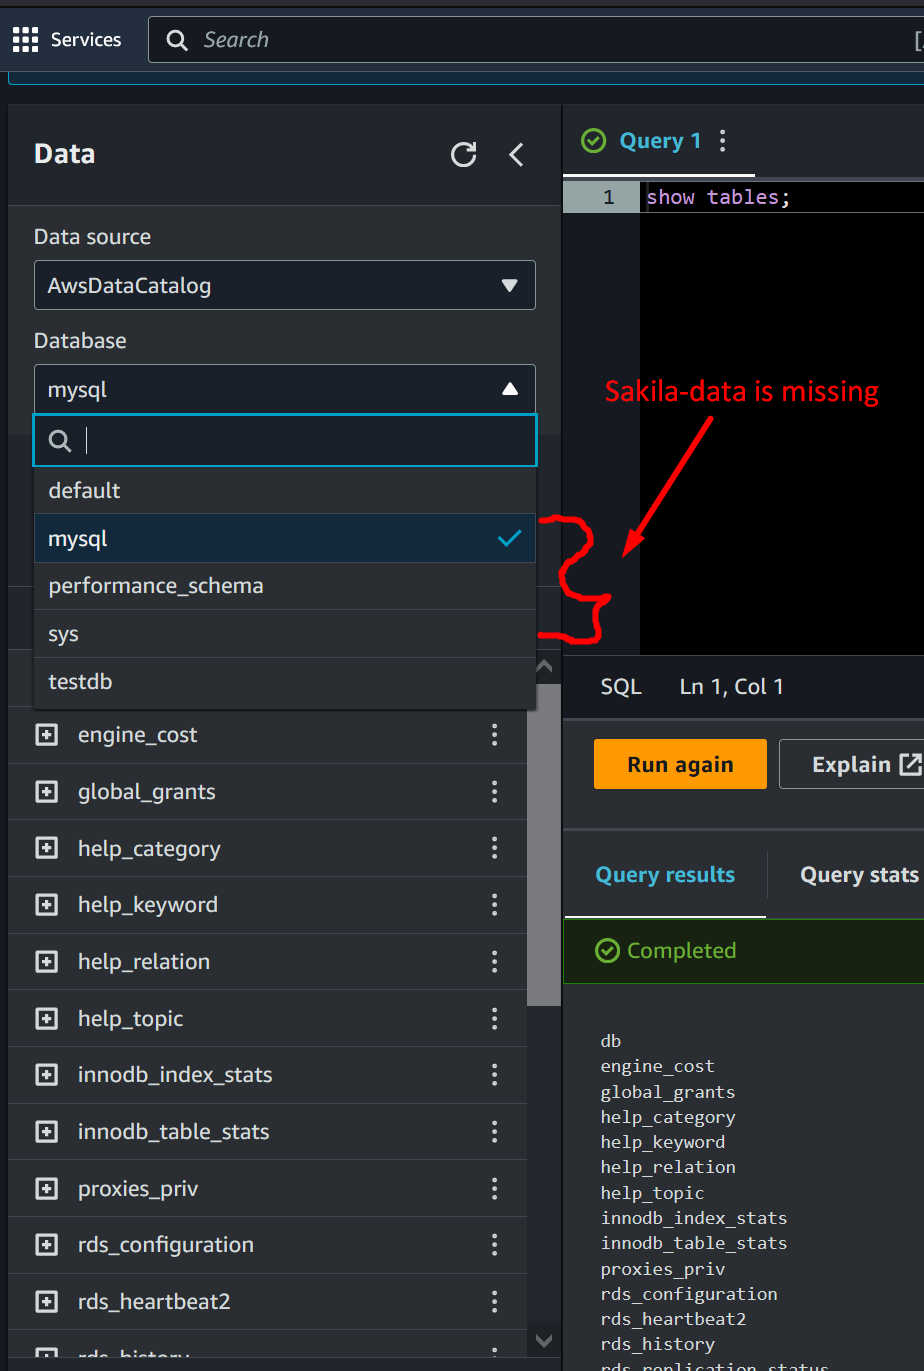 Services
Search
[
Data
Query 1
1
show tables;
Data source
AwsDataCatalog
Database
mysql
Sakila-data is missing
default
mysql
performance_schema
sys
testdb
SQL
Ln 1, Col 1
engine_cost
global_grants
help_category
help_keyword
help_relation
help_topic
innodb_index_stats
innodb_table_stats
proxies_priv
rds_configuration
rds_heartbeat2
rds_history
Run again
Explain
Query results
Query stats
Completed
db
engine_cost
global_grants
help_category
help_keyword
help_relation
help_topic
innodb_index_stats
innodb_table_stats
proxies_priv
rds_configuration
rds_heartbeat2
rds_history
rds_replication_status